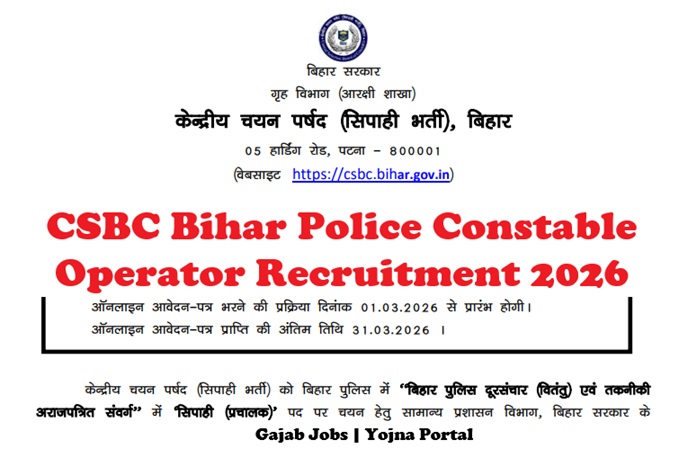 बिहार सरकार
गृह विभाग (आरक्षी शाखा)
केन्द्रीय चयन पर्षद (सिपाही भर्ती), बिहार
05 हार्डिंग रोड, पटना – 800001
(वेबसाइट https://csbc.bihar.gov.in)
CSBC Bihar Police Constable
Operator Recruitment 2026
ऑनलाइन आवेदन-पत्र भरने की प्रक्रिया दिनांक 01.03.2026 से प्रारंभ होगी।
ऑनलाइन आवेदन-पत्र प्राप्ति की अंतिम तिथि 31.03.2026 ।
केन्द्रीय चयन पर्षद (सिपाही भर्ती) को बिहार पुलिस में “बिहार पुलिस दूरसंचार (वितंतु) एवं तकनीकी
अराजपत्रित संवर्ग” में ‘सिपाही (प्रचालक)’ पद पर चयन हेतु सामान्य प्रशासन विभाग, बिहार सरकार के
Gajab Jobs | Yojna Portal